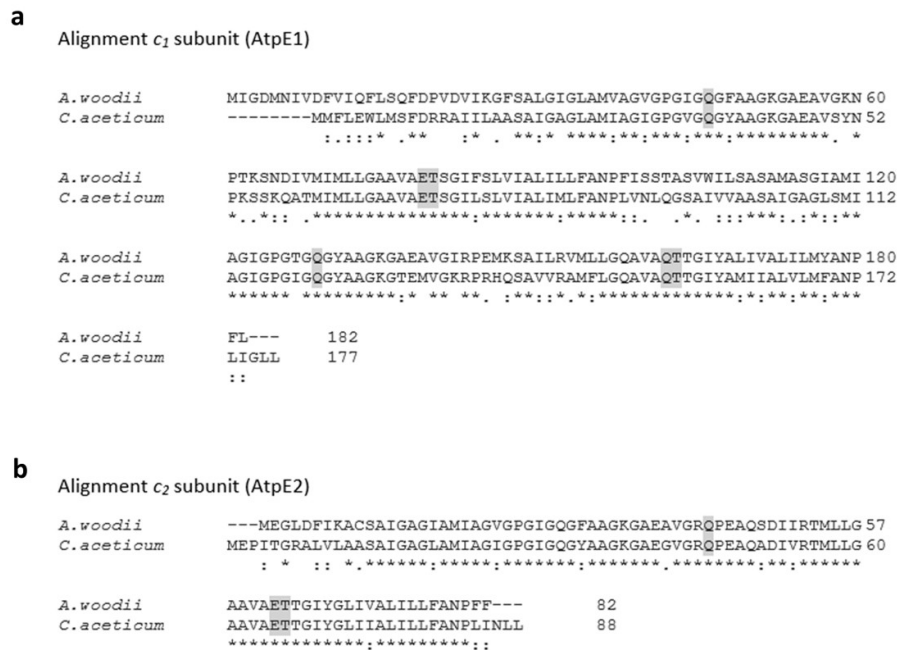 a
Alignment c1 subunit (AtpE1)
A.woodii MIGDMNIVDFVIQFLSQFDPVDVIKGFSALGIGLAMVAGVGPGIGQGFAAGKGAEAVGKN 60
C.aceticum --------MMFLEWLMSFDRRAIILAASAIGAGLAMIAGIGPGVGQGYAAGKGAEAVSYN 52
:.:::* .** :* . **:* ****:**:***:***:*********. *
A.woodii PTKSNDIVMIMLLGAAVAETSGIFSLVIALILLFANPFISSTASVWILSASAMASGIAMI 120
C.aceticum PKSSKQATMIMLLGAAVAETSGILSLVIALIMLFANPLVNLQGSAIVVAASAIGAGLSMI 112
*..*:: . ***************:*******:*****::. .*. :::***:.:*::**
A.woodii AGIGPGTGQGYAAGKGAEAVGIRPEMKSAILRVMLLGQAVAQTTGIYALIVALILMYANP 180
C.aceticum AGIGPGIGQGYAAGKGTEMVGKRPRHQSAVVRAMFLGQAVAQTTGIYAMIIALVLMFANP 172
****** *********:* ** **. :**::*.*:*************:*:**:**:***
A.woodii FL--- 182
C.aceticum LIGLL 177
::
b
Alignment c2 subunit (AtpE2)
A.woodii ---MEGLDFIKACSAIGAGIAMIAGVGPGIGQGFAAGKGAEAVGRQPEAQSDIIRTMLLG 57
C.aceticum MEPITGRALVLAASAIGAGLAMIAGIGPGIGQGYAAGKGAEGVGRQPEAQADIVRTMLLG 60
: * :: *.******:*****:*******:*******.********:**:******
A.woodii AAVAETTGIYGLIVALILLFANPFF--- 82
C.aceticum AAVAETTGIYGLIIALILLFANPLINLL 88
*************:*********::